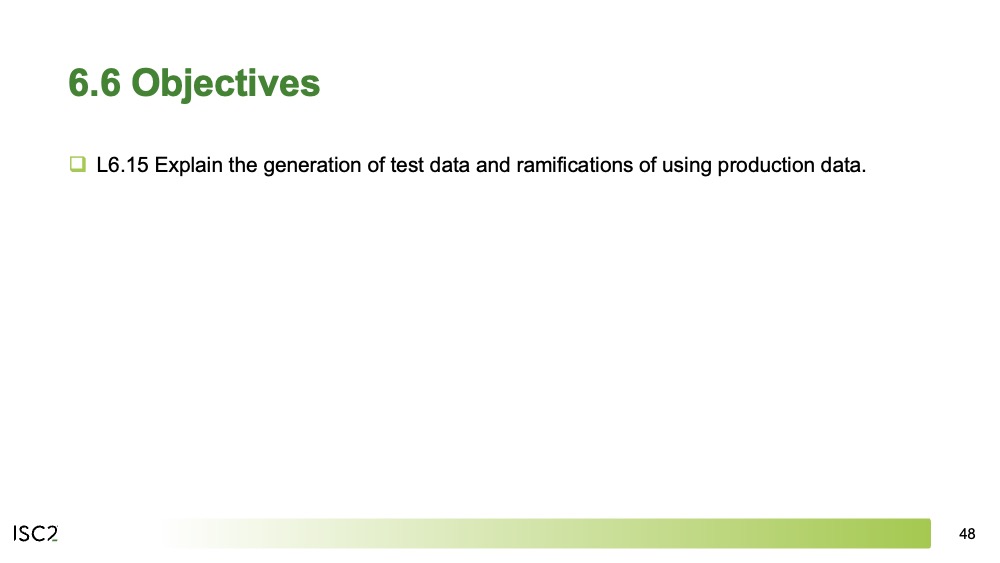 6.6 Objectives
L6.15 Explain the generation of test data and ramifications of using production data.
ISC2
48